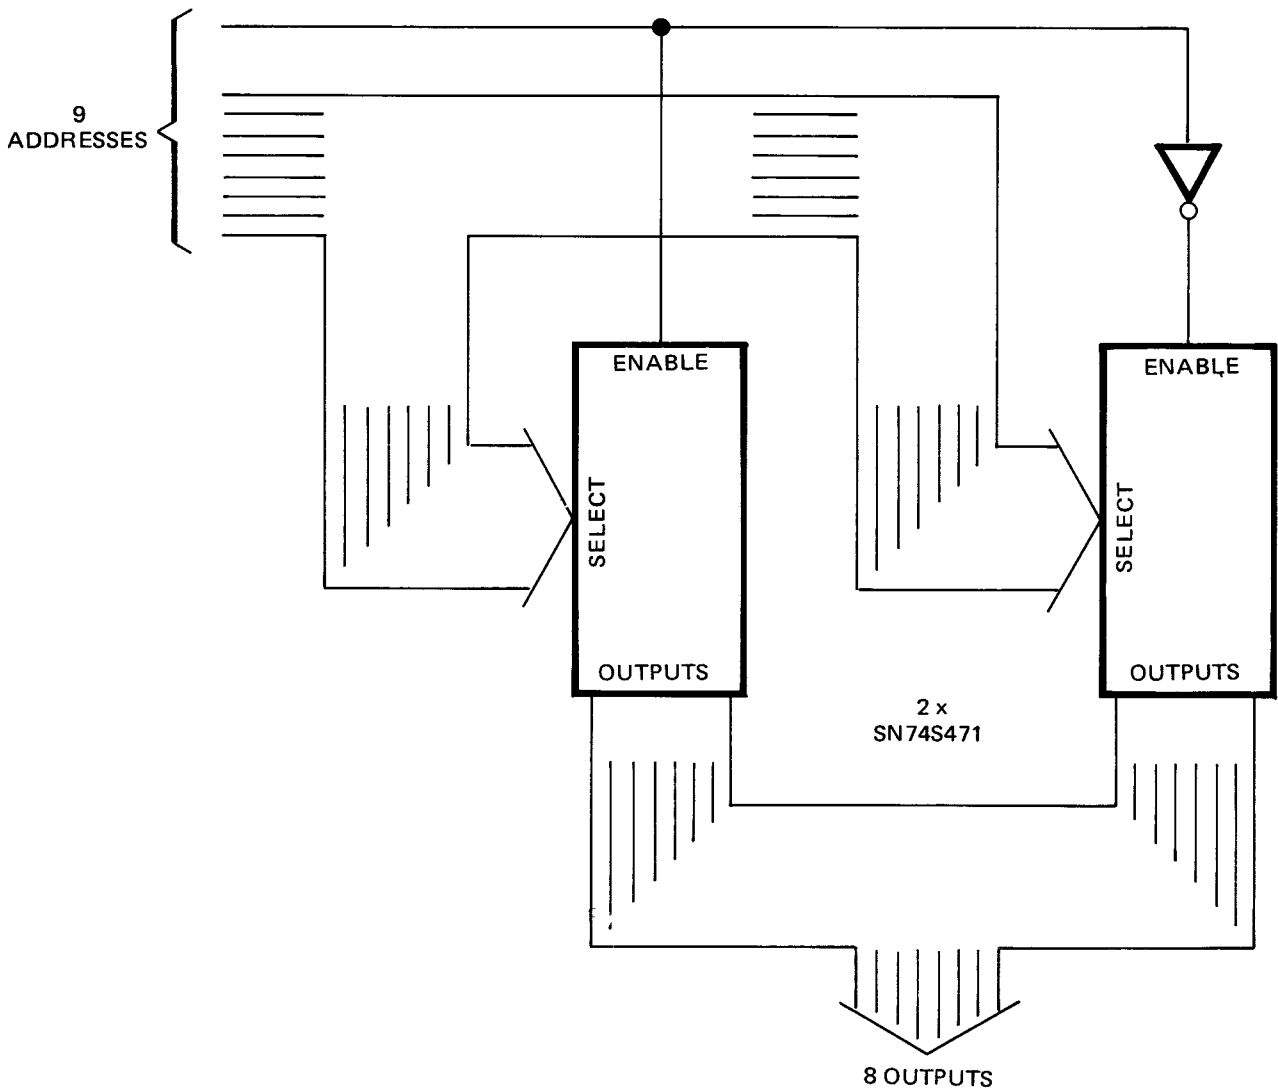 9
ADDRESSES
ENABLE
ENABLE
SELECT
SELECT
OUTPUTS
OUTPUTS
2 x
SN74S471
8 OUTPUTS